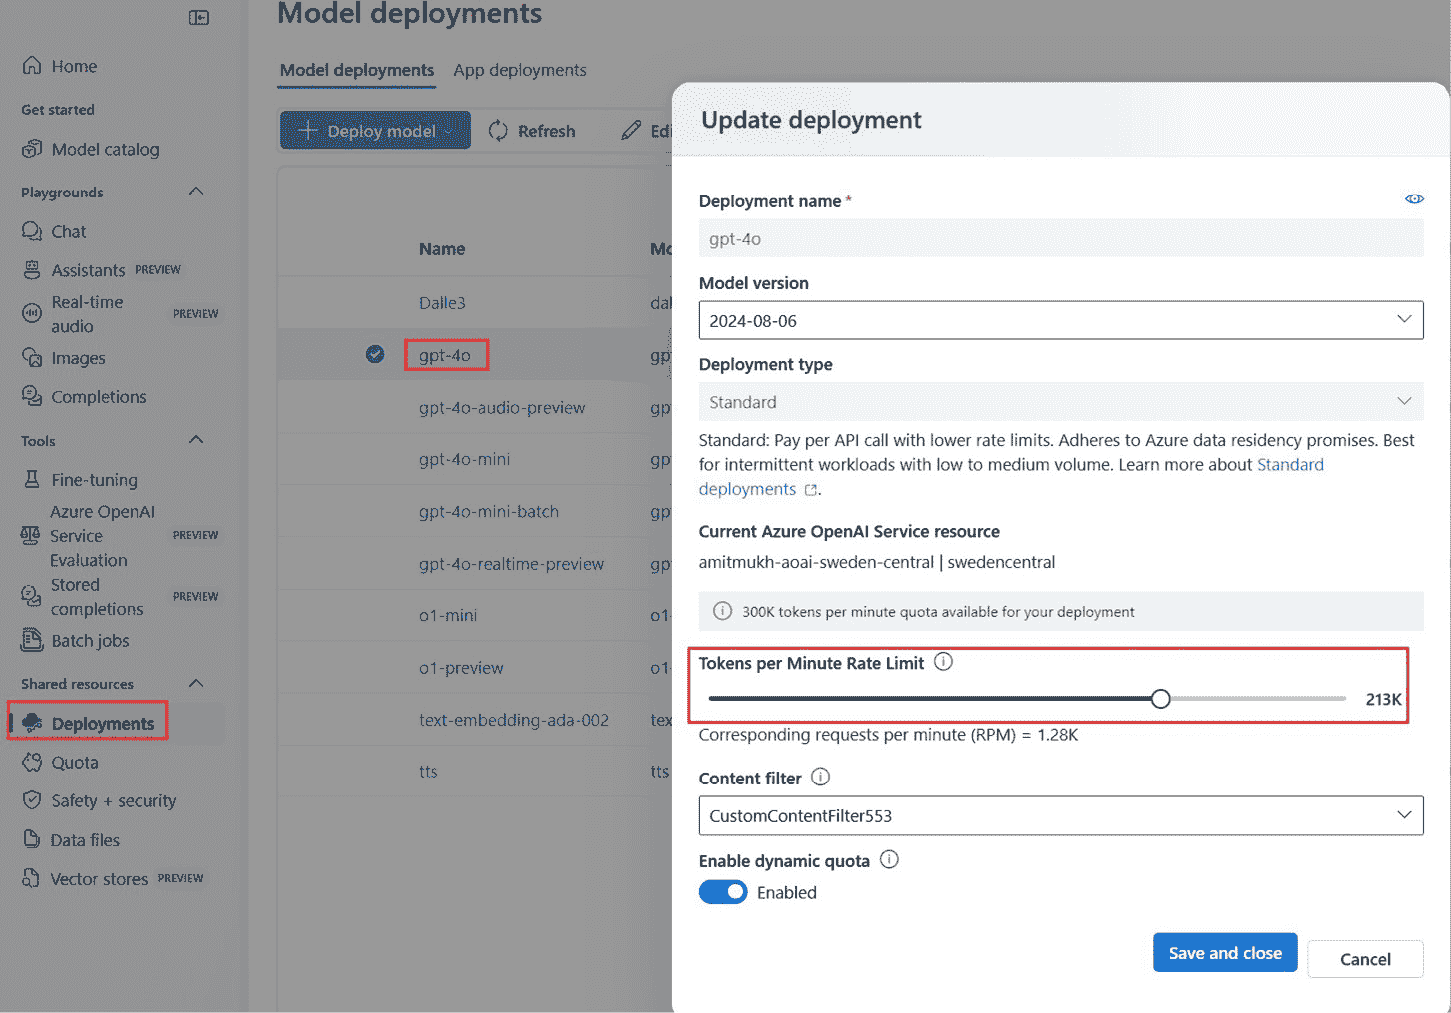 Model deployments
Home
Get started
Model catalog
Playgrounds
Chat
Assistants PREVIEW
Real-time
audio
PREVIEW
Images
Completions
Tools
Fine-tuning
Azure OpenAI
Service
Evaluation
PREVIEW
Stored
completions
PREVIEW
Batch jobs
Shared resources
Deployments
Quota
Safety + security
Data files
Vector stores PREVIEW
Model deployments App deployments
Deploy model Refresh Edi
Name Mo
Dalle3 dal
gpt-4o gp
gpt-4o-audio-preview gp
gpt-4o-mini gp
gpt-4o-mini-batch gp
gpt-4o-realtime-preview gp
o1-mini o1-
o1-preview o1-
text-embedding-ada-002 tex
tts tts
Update deployment
Deployment name *
gpt-4o
Model version
2024-08-06
Deployment type
Standard
Standard: Pay per API call with lower rate limits. Adheres to Azure data residency promises. Best
for intermittent workloads with low to medium volume. Learn more about Standard
deployments .
Current Azure OpenAI Service resource
amitmukh-aoai-sweden-central | swedencentral
300K tokens per minute quota available for your deployment
Tokens per Minute Rate Limit
213K
Corresponding requests per minute (RPM) = 1.28K
Content filter
CustomContentFilter553
Enable dynamic quota
Enabled
Save and close Cancel